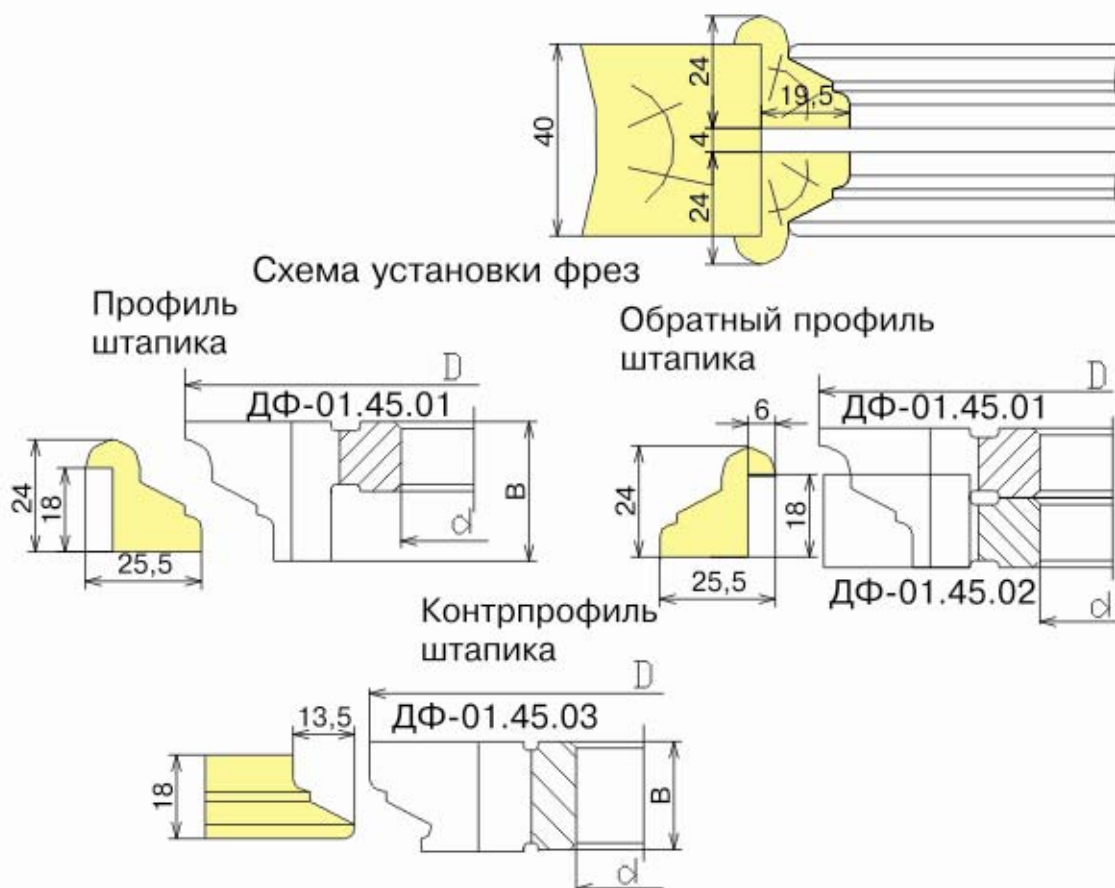 24
19,5
40
4
24
Схема установки фрез
Профиль
штапика
Обратный профиль
штапика
D
ДФ-01.45.01
24
18
25,5
B
d
D
6
ДФ-01.45.01
24
18
25,5
ДФ-01.45.02
d
Контрпрофиль
штапика
D
13,5
ДФ-01.45.03
18
B
d